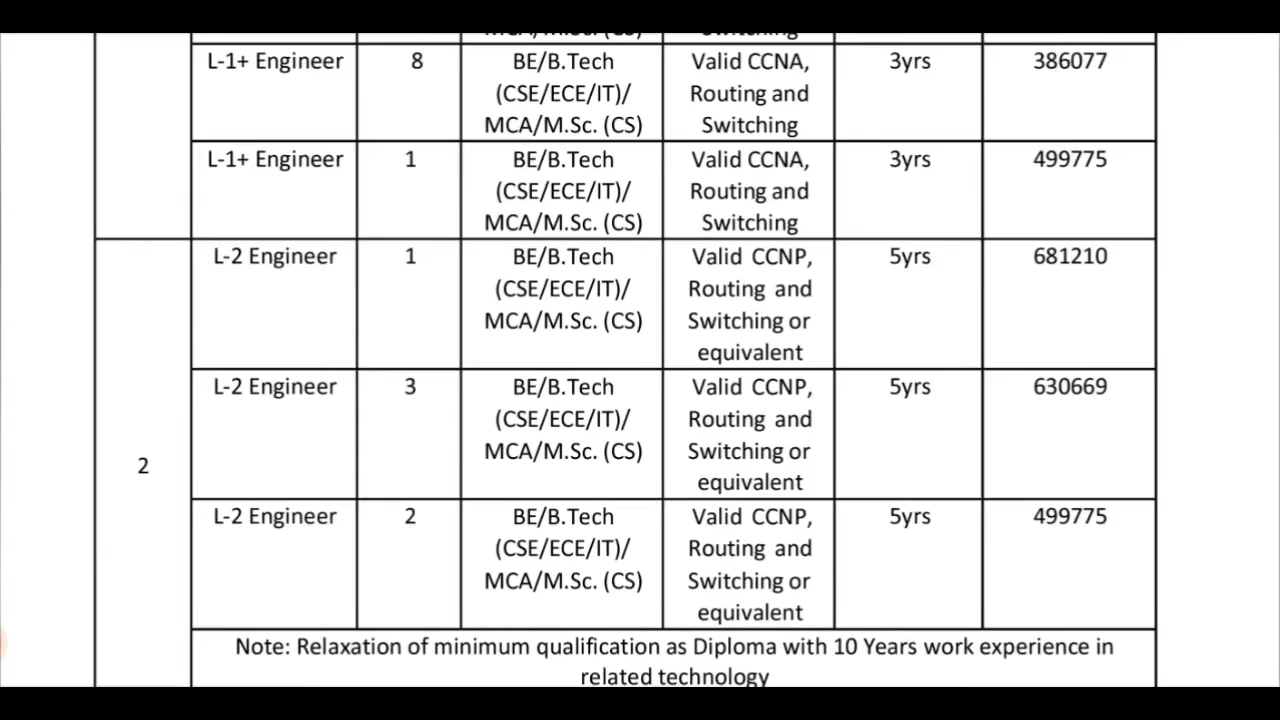 L-1+ Engineer 8 BE/B.Tech Valid CCNA, 3yrs 386077
(CSE/ECE/IT)/ Routing and
MCA/M.Sc. (CS) Switching
L-1+ Engineer 1 BE/B.Tech Valid CCNA, 3yrs 499775
(CSE/ECE/IT)/ Routing and
MCA/M.Sc. (CS) Switching
L-2 Engineer 1 BE/B.Tech Valid CCNP, 5yrs 681210
(CSE/ECE/IT)/ Routing and
MCA/M.Sc. (CS) Switching or
equivalent
L-2 Engineer 3 BE/B.Tech Valid CCNP, 5yrs 630669
(CSE/ECE/IT)/ Routing and
2 MCA/M.Sc. (CS) Switching or
equivalent
L-2 Engineer 2 BE/B.Tech Valid CCNP, 5yrs 499775
(CSE/ECE/IT)/ Routing and
MCA/M.Sc. (CS) Switching or
equivalent
Note: Relaxation of minimum qualification as Diploma with 10 Years work experience in
related technology